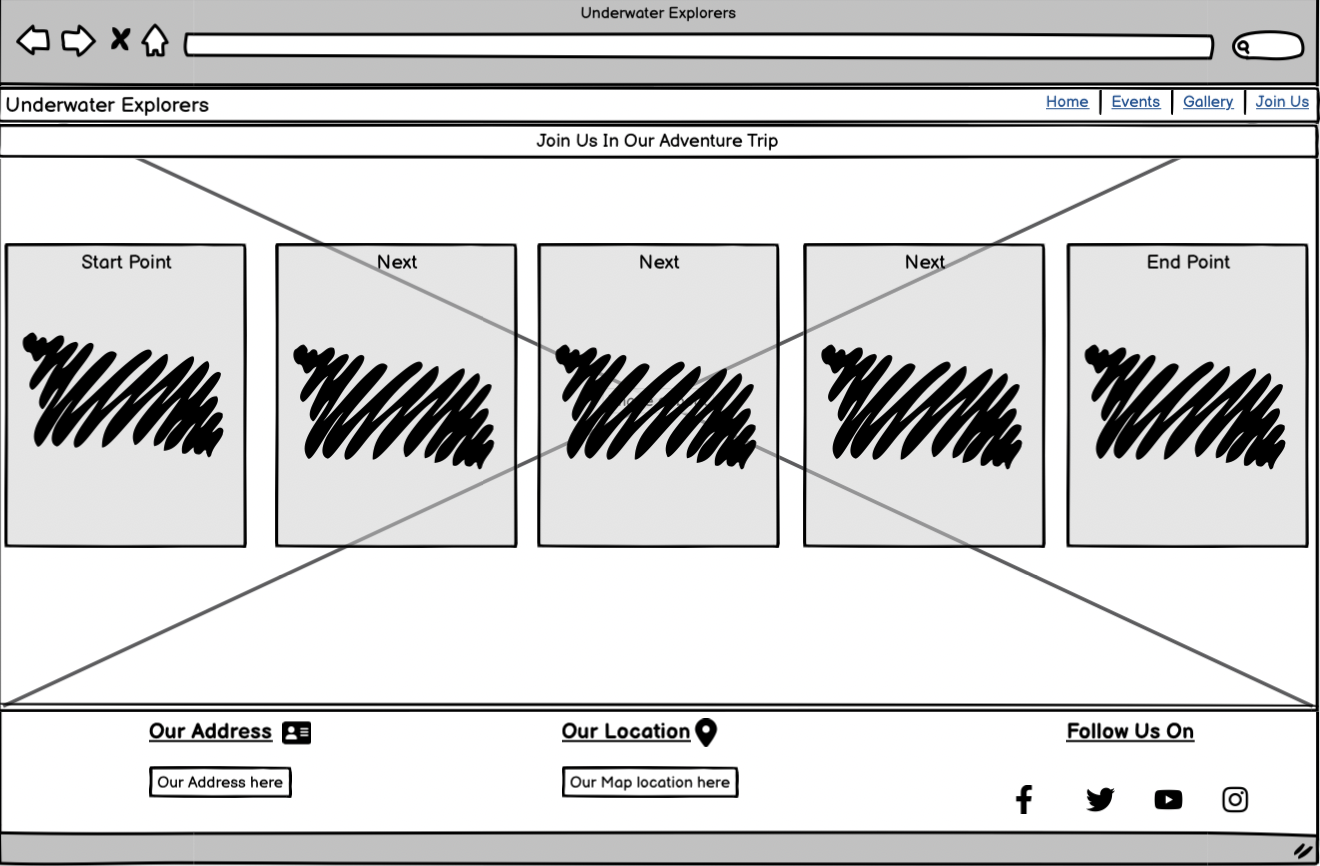 Underwater Explorers
Underwater Explorers
Home Events Gallery Join Us
Join Us In Our Adventure Trip
Start Point
Next
Next
Next
End Point
Our Address
Our Location
Follow Us On
Our Address here
Our Map location here